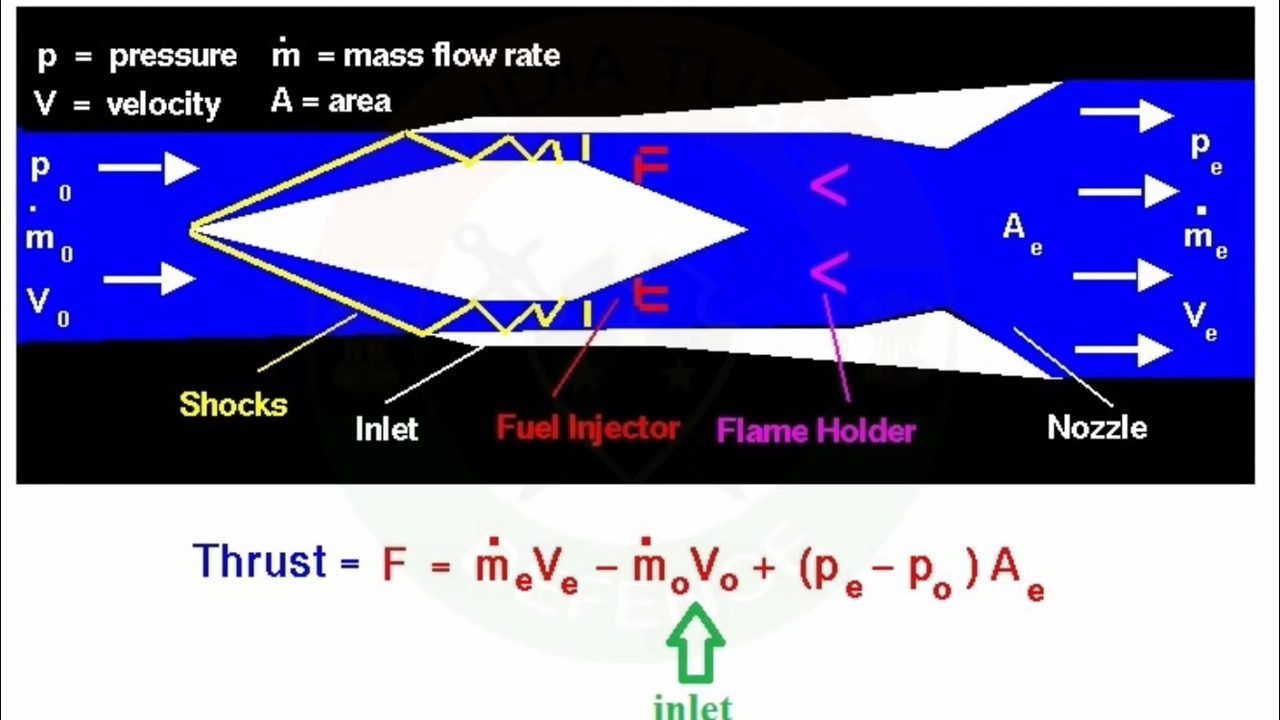 p = pressure ṁ = mass flow rate
V = velocity A = area
p₀
ṁ₀
V₀
pₑ
Aₑ
ṁₑ
Vₑ
Shocks
Inlet
Fuel Injector
Flame Holder
Nozzle
Thrust = F = ṁₑVₑ – ṁₒVₒ + (pₑ – pₒ) Aₑ
inlet